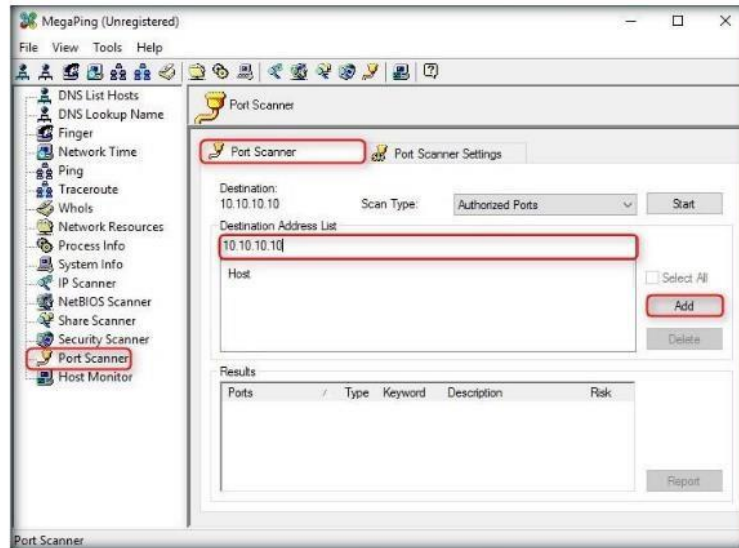 MegaPing (Unregistered)
File View Tools Help
DNS List Hosts
DNS Lookup Name
Finger
Network Time
Ping
Traceroute
WhoIs
Network Resources
Process Info
System Info
IP Scanner
NetBIOS Scanner
Share Scanner
Security Scanner
Port Scanner
Host Monitor
Port Scanner
Port Scanner Port Scanner Settings
Destination:
10.10.10.10 Scan Type: Authorized Ports Start
Destination Address List
10.10.10.10
Host
Select All
Add
Delete
Results
Ports Type Keyword Description Risk
Report
Port Scanner